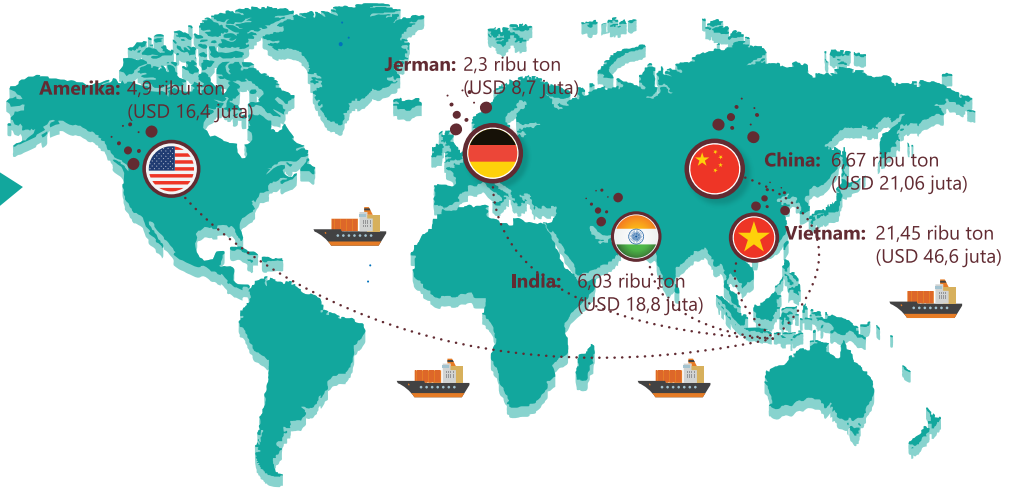 Jerman: 2,3 ribu ton
(USD 8,7 juta)
Amerika: 4,9 ribu ton
(USD 16,4 juta)
China: 6,67 ribu ton
(USD 21,06 juta)
Vietnam: 21,45 ribu ton
(USD 46,6 juta)
Indla: 6,03 ribu ton
(USD 18,8 juta)